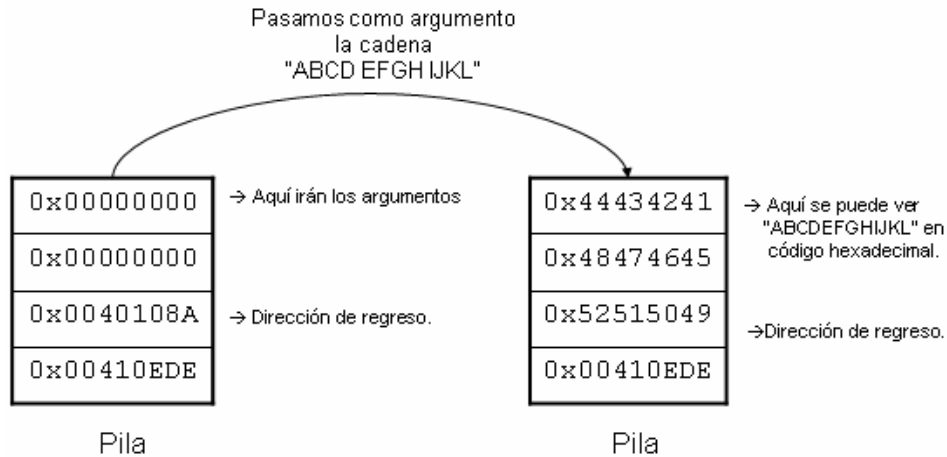 Pasamos como argumento
la cadena
"ABCD EFGH IJKL"
0x00000000
0x00000000
0x0040108A
0x00410EDE
→ Aquí irán los argumentos
→ Dirección de regreso.
Pila
0x44434241
0x48474645
0x52515049
0x00410EDE
→ Aquí se puede ver
"ABCDEFGHIJKL" en
código hexadecimal.
→Dirección de regreso.
Pila